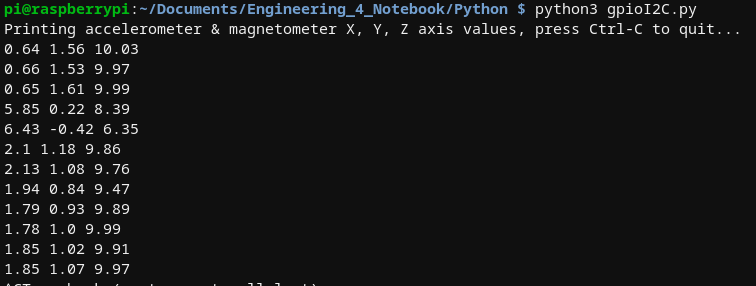 pi@raspberrypi:~/Documents/Engineering_4_Notebook/Python $ python3 gpioI2C.py
Printing accelerometer & magnetometer X, Y, Z axis values, press Ctrl-C to quit...
0.64 1.56 10.03
0.66 1.53 9.97
0.65 1.61 9.99
5.85 0.22 8.39
6.43 -0.42 6.35
2.1 1.18 9.86
2.13 1.08 9.76
1.94 0.84 9.47
1.79 0.93 9.89
1.78 1.0 9.99
1.85 1.02 9.91
1.85 1.07 9.97